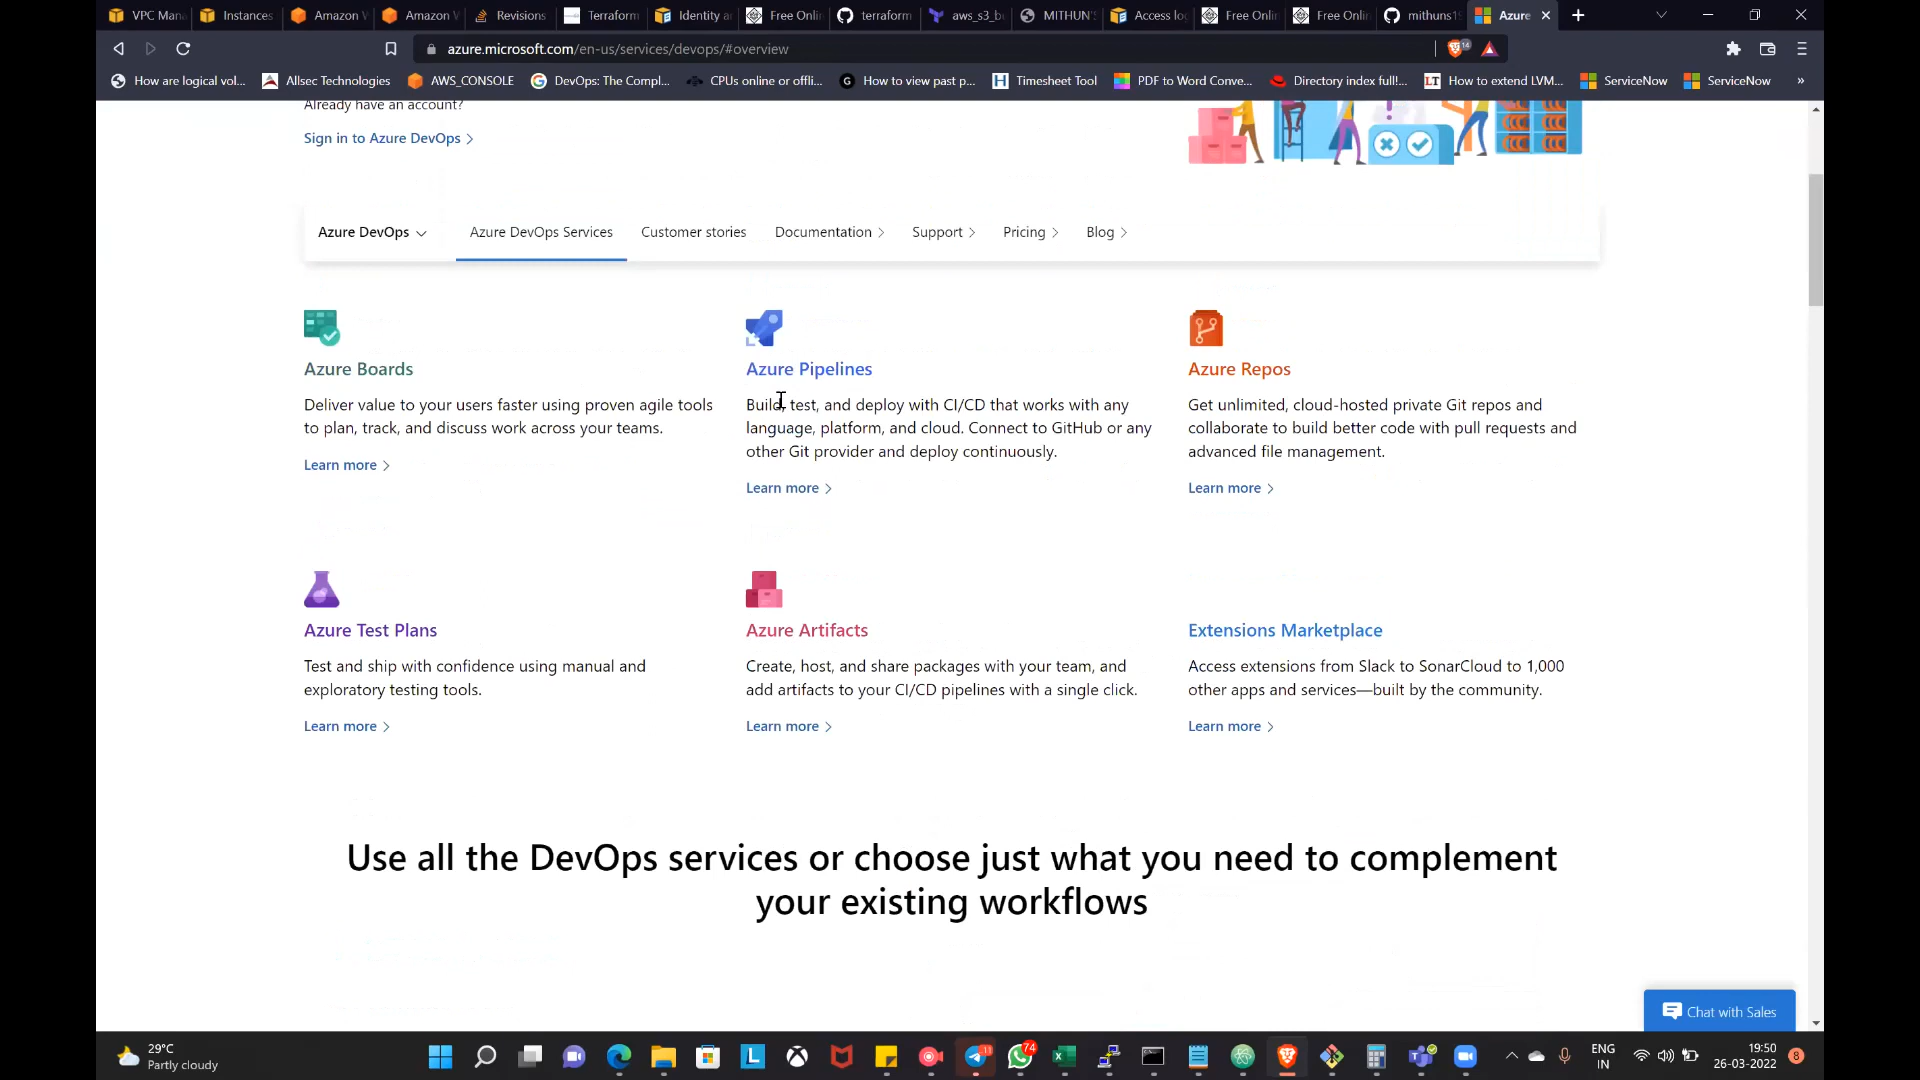 VPC Mana
Instances
Amazon V
Amazon V
Revisions
Terraform
Identity a
Free Onlin
terraform
aws_s3_bu
MITHUN'S
Access lo
Free Onlin
Free Onlin
mithuns1
Azure
azure.microsoft.com/en-us/services/devops/#overview
14
How are logical vol...
Allsec Technologies
AWS_CONSOLE
DevOps: The Compl...
CPUs online or offli...
How to view past p...
Timesheet Tool
PDF to Word Conve...
Directory index full!...
How to extend LVM...
ServiceNow
ServiceNow
»
Already have an account?
Sign in to Azure DevOps
Azure DevOps
Azure DevOps Services
Customer stories
Documentation
Support
Pricing
Blog
Azure Boards
Deliver value to your users faster using proven agile tools
to plan, track, and discuss work across your teams.
Learn more
Azure Pipelines
Build, test, and deploy with CI/CD that works with any
language, platform, and cloud. Connect to GitHub or any
other Git provider and deploy continuously.
Learn more
Azure Repos
Get unlimited, cloud-hosted private Git repos and
collaborate to build better code with pull requests and
advanced file management.
Learn more
Azure Test Plans
Test and ship with confidence using manual and
exploratory testing tools.
Learn more
Azure Artifacts
Create, host, and share packages with your team, and
add artifacts to your CI/CD pipelines with a single click.
Learn more
Extensions Marketplace
Access extensions from Slack to SonarCloud to 1,000
other apps and services—built by the community.
Learn more
Use all the DevOps services or choose just what you need to complement
your existing workflows
Chat with Sales
29°C
Partly cloudy
74
ENG
IN
19:50
26-03-2022
8